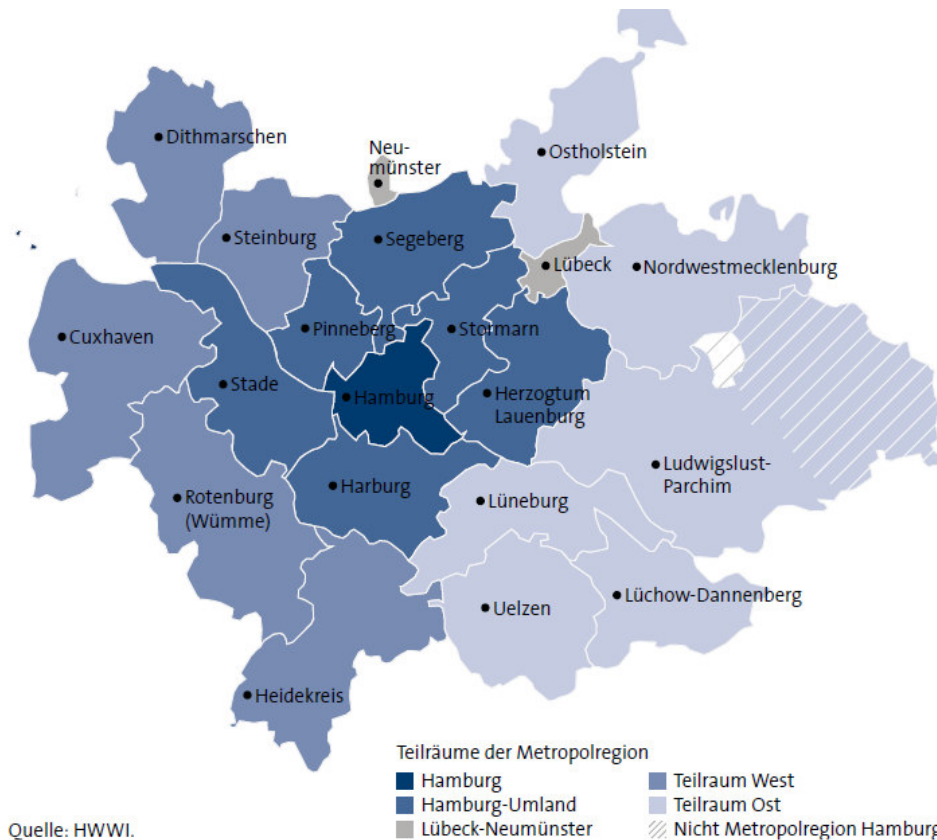 Dithmarschen
Neu-
münster
Ostholstein
Steinburg
Segeberg
Lübeck
Nordwestmecklenburg
Cuxhaven
Pinneberg
Stormarn
Stade
Hamburg
Herzogtum
Lauenburg
Ludwigslust-
Parchim
Harburg
Rotenburg
(Wümme)
Lüneburg
Uelzen
Lüchow-Dannenberg
Heidekreis
Teilräume der Metropolregion
Hamburg
Hamburg-Umland
Lübeck-Neumünster
Teilraum West
Teilraum Ost
Nicht Metropolregion Hamburg
Quelle: HWWI.